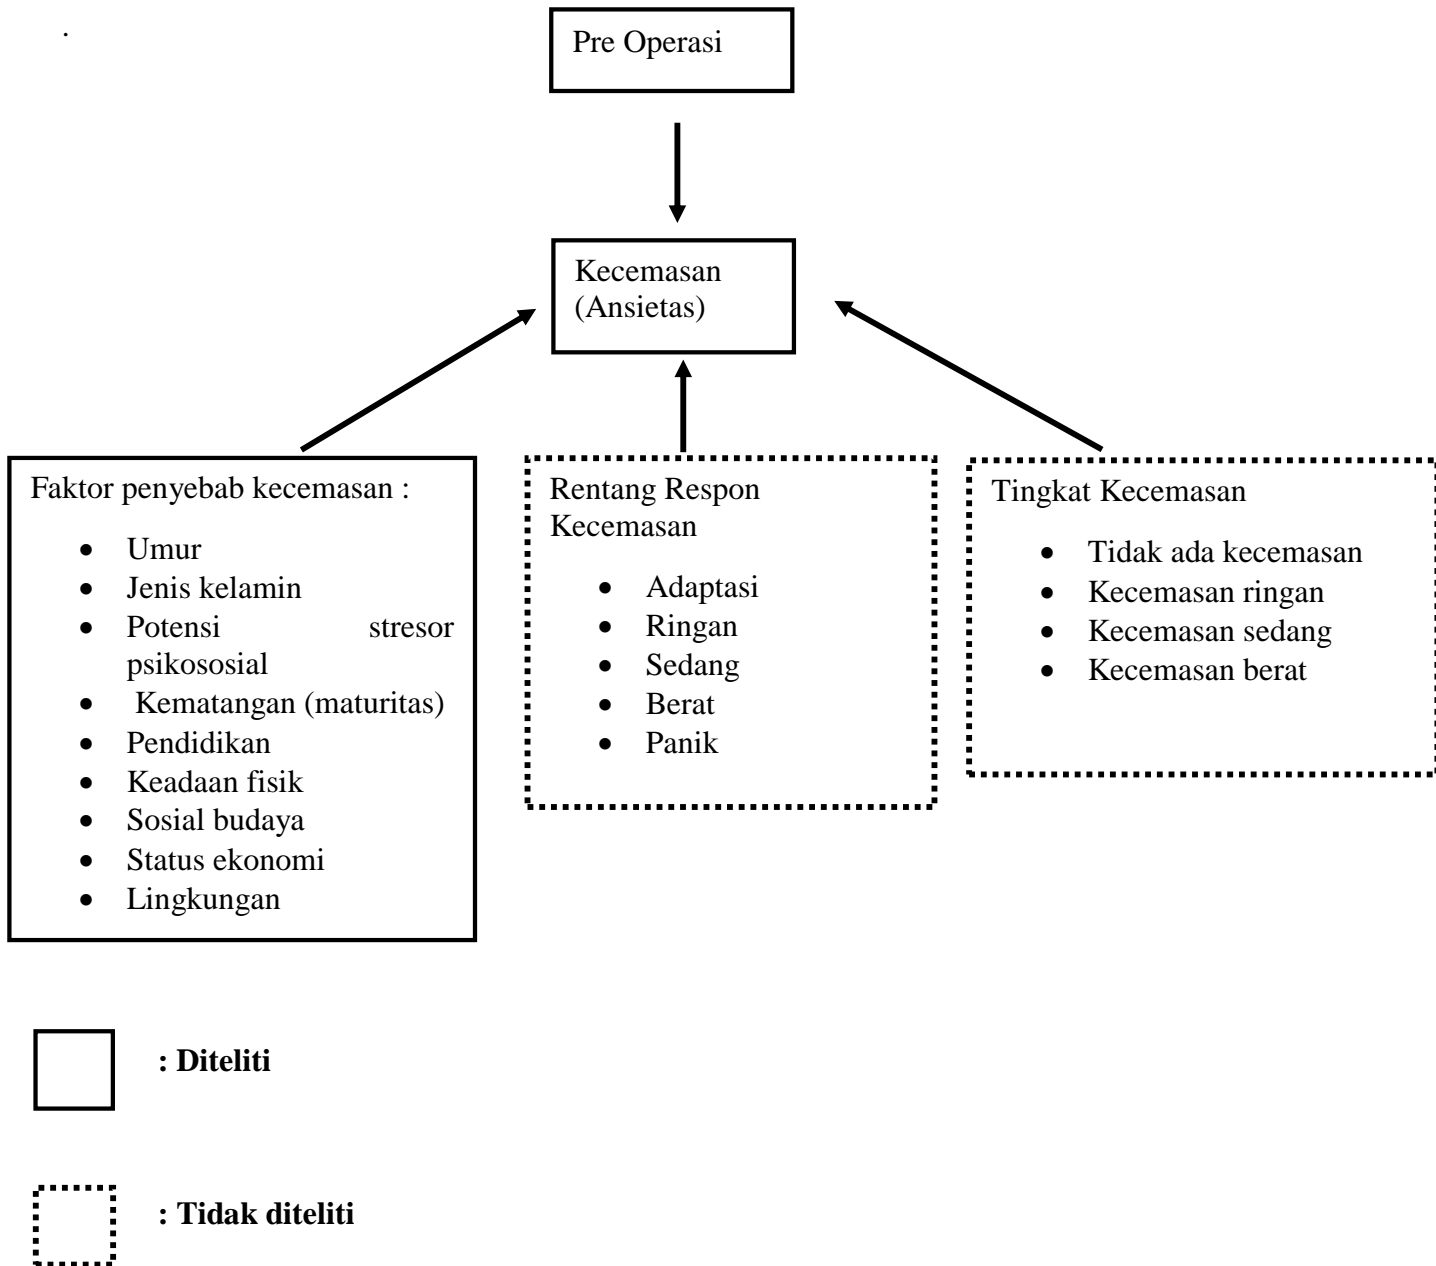 .
Pre Operasi
Kecemasan
(Ansietas)
Faktor penyebab kecemasan :
• Umur
• Jenis kelamin
• Potensi stresor
psikososial
• Kematangan (maturitas)
• Pendidikan
• Keadaan fisik
• Sosial budaya
• Status ekonomi
• Lingkungan
Rentang Respon
Kecemasan
• Adaptasi
• Ringan
• Sedang
• Berat
• Panik
Tingkat Kecemasan
• Tidak ada kecemasan
• Kecemasan ringan
• Kecemasan sedang
• Kecemasan berat
: Diteliti
: Tidak diteliti